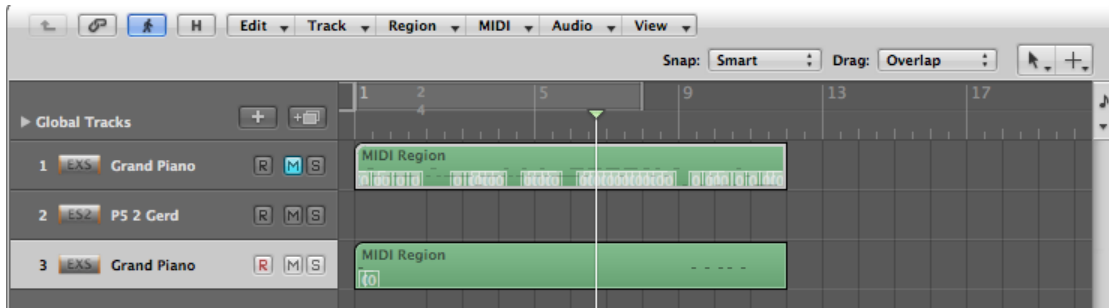 H Edit Track Region MIDI Audio View
Snap: Smart Drag: Overlap
1 2 5 9 13 17
4
Global Tracks
MIDI Region
1 EXS Grand Piano R M S
2 ES2 P5 2 Gerd R M S
MIDI Region
3 EXS Grand Piano R M S